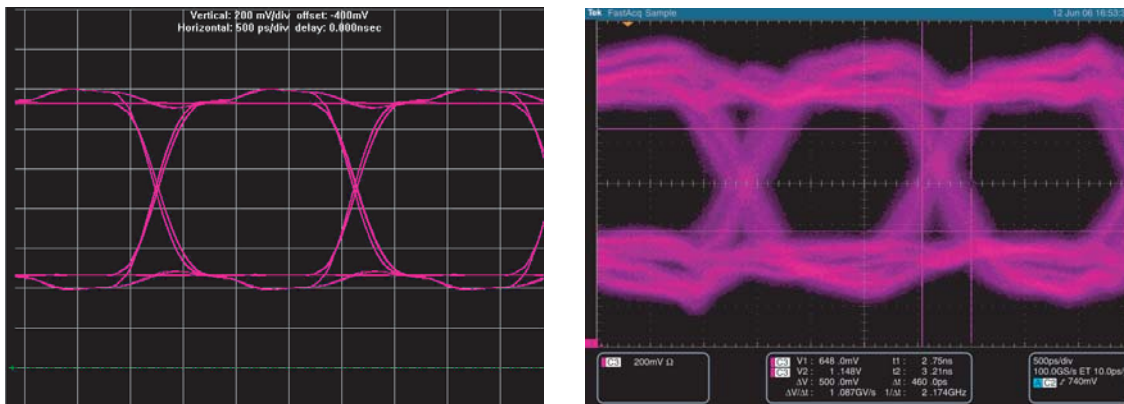 Vertical: 200 mV/div offset: -400mV
Horizontal: 500 ps/div delay: 0.000nsec
Tek FastAcq Sample
12 Jun 06 16:53:3
C3 200mV Ω
C3 V1 : 648.0mV t1 : 2.75ns
C3 V2 : 1.148V t2 : 3.21ns
ΔV : 500.0mV Δt : 460.0ps
ΔV/Δt : 1.087GV/s 1/Δt : 2.174GHz
500ps/div
100.0GS/s ET 10.0ps/
A C2 740mV